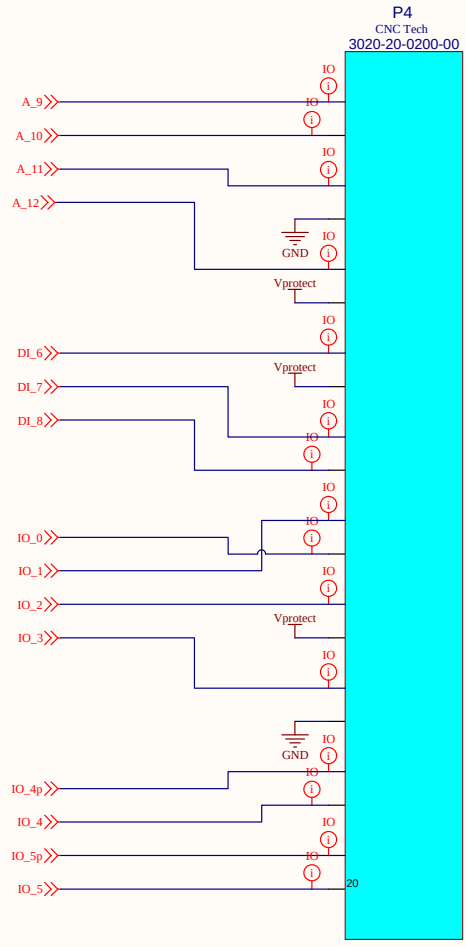 P4
CNC Tech
3020-20-0200-00
IO
i
A_9
IO
i
A_10
IO
i
A_11
A_12
GND
IO
i
Vprotect
IO
i
DI_6
Vprotect
DI_7
IO
i
DI_8
IO
i
IO
i
IO
i
IO_0
IO_1
IO
i
IO_2
Vprotect
IO_3
IO
i
GND
IO
i
IO
i
IO_4p
IO_4
IO
i
IO_5p
IO
i
IO_5
20